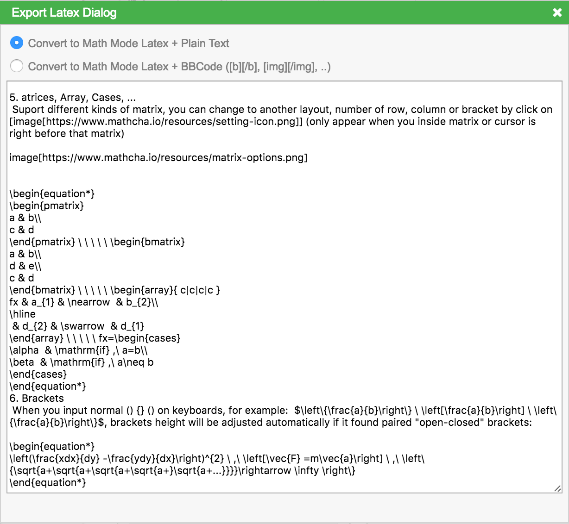 Export Latex Dialog
Convert to Math Mode Latex + Plain Text
Convert to Math Mode Latex + BBCode ([b][/b], [img][/img], ..)
5. atrices, Array, Cases, ...
Suport different kinds of matrix, you can change to another layout, number of row, column or bracket by click on
[image[https://www.mathcha.io/resources/setting-icon.png]] (only appear when you inside matrix or cursor is
right before that matrix)
image[https://www.mathcha.io/resources/matrix-options.png]
\begin{equation*}
\begin{pmatrix}
a & b\\
c & d
\end{pmatrix} \ \ \ \ \ \begin{bmatrix}
a & b\\
d & e\\
c & d
\end{bmatrix} \ \ \ \ \ \begin{array}{ c|c|c|c }
fx & a_{1} & \nearrow  & b_{2}\\
\hline
 & d_{2} & \swarrow  & d_{1}
\end{array} \ \ \ \ \ fx=\begin{cases}
\alpha  & \mathrm{if} ,\ a=b\\
\beta  & \mathrm{if} ,\ a\neq b
\end{cases}
\end{equation*}
6. Brackets
When you input normal () {} () on keyboards, for example:  $\left\{\frac{a}{b}\right\} \ \left[\frac{a}{b}\right] \ \left\
{\frac{a}{b}\right\}$, brackets height will be adjusted automatically if it found paired "open-closed" brackets:
\begin{equation*}
\left(\frac{xdx}{dy} -\frac{ydy}{dx}\right)^{2} \ ,\ \left[\vec{F} =m\vec{a}\right] \ ,\ \left\
{\sqrt{a+\sqrt{a+\sqrt{a+\sqrt{a+}\sqrt{a+...}}}}\rightarrow \infty \right\}
\end{equation*}